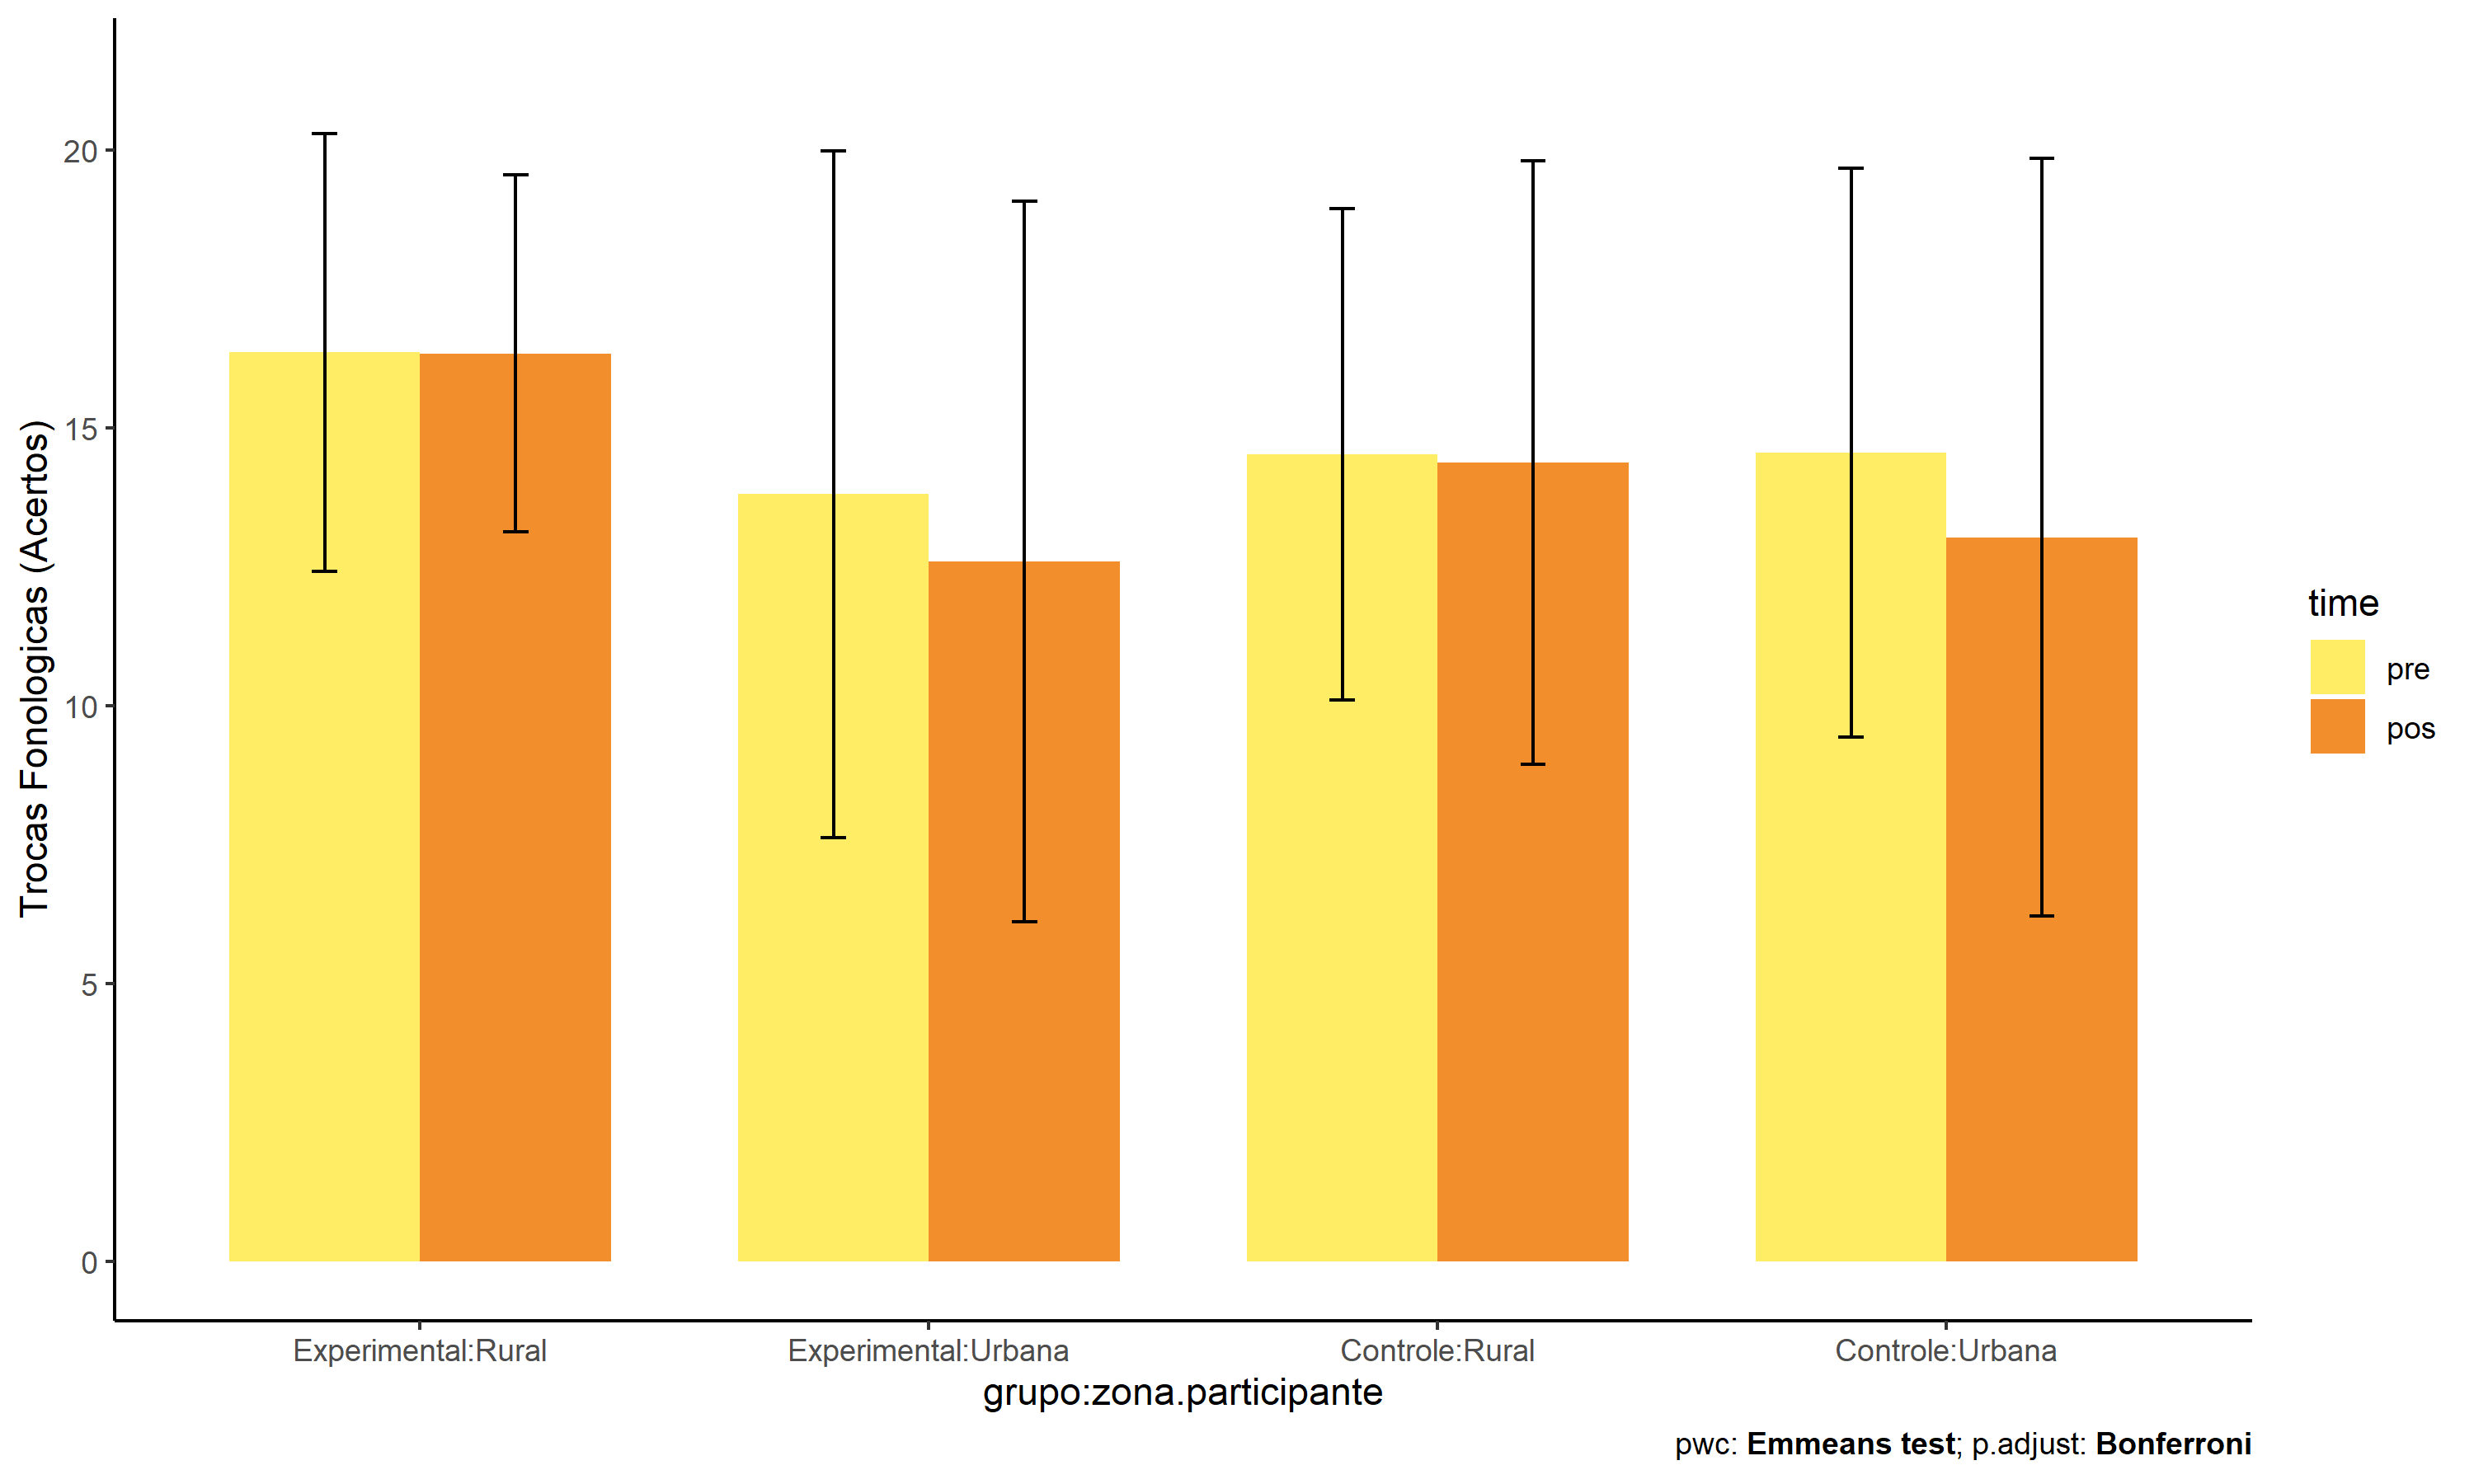 Trocas Fonologicas (Acertos)
20
15
10
5
0
Experimental:Rural
Experimental:Urbana
Controle:Rural
Controle:Urbana
grupo:zona.participante
time
pre
pos
pwc: Emmeans test; p.adjust: Bonferroni